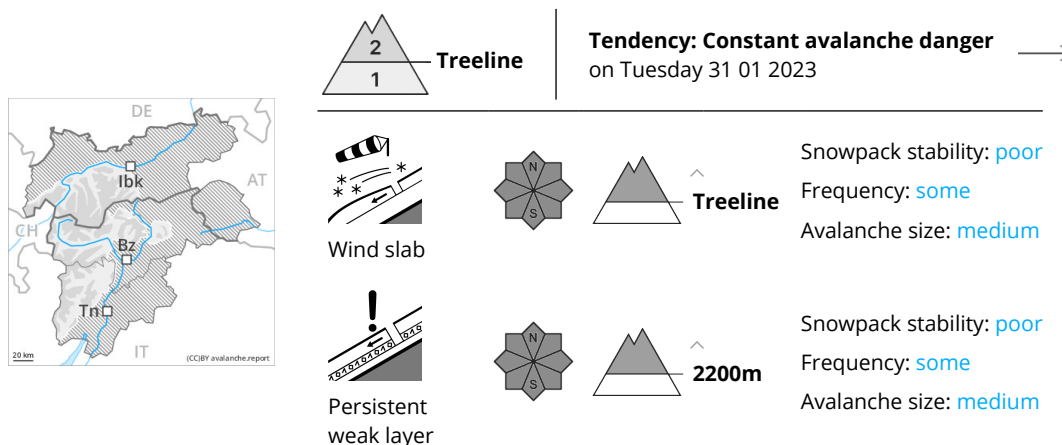 2
1
Treeline
Tendency: Constant avalanche danger
on Tuesday 31 01 2023
DE
Ibk
AT
CH
Bz
Tn
IT
20 km
(CC)BY avalanche.report
Wind slab
N
S
Treeline
Snowpack stability: poor
Frequency: some
Avalanche size: medium
Persistent
weak layer
N
S
2200m
Snowpack stability: poor
Frequency: some
Avalanche size: medium